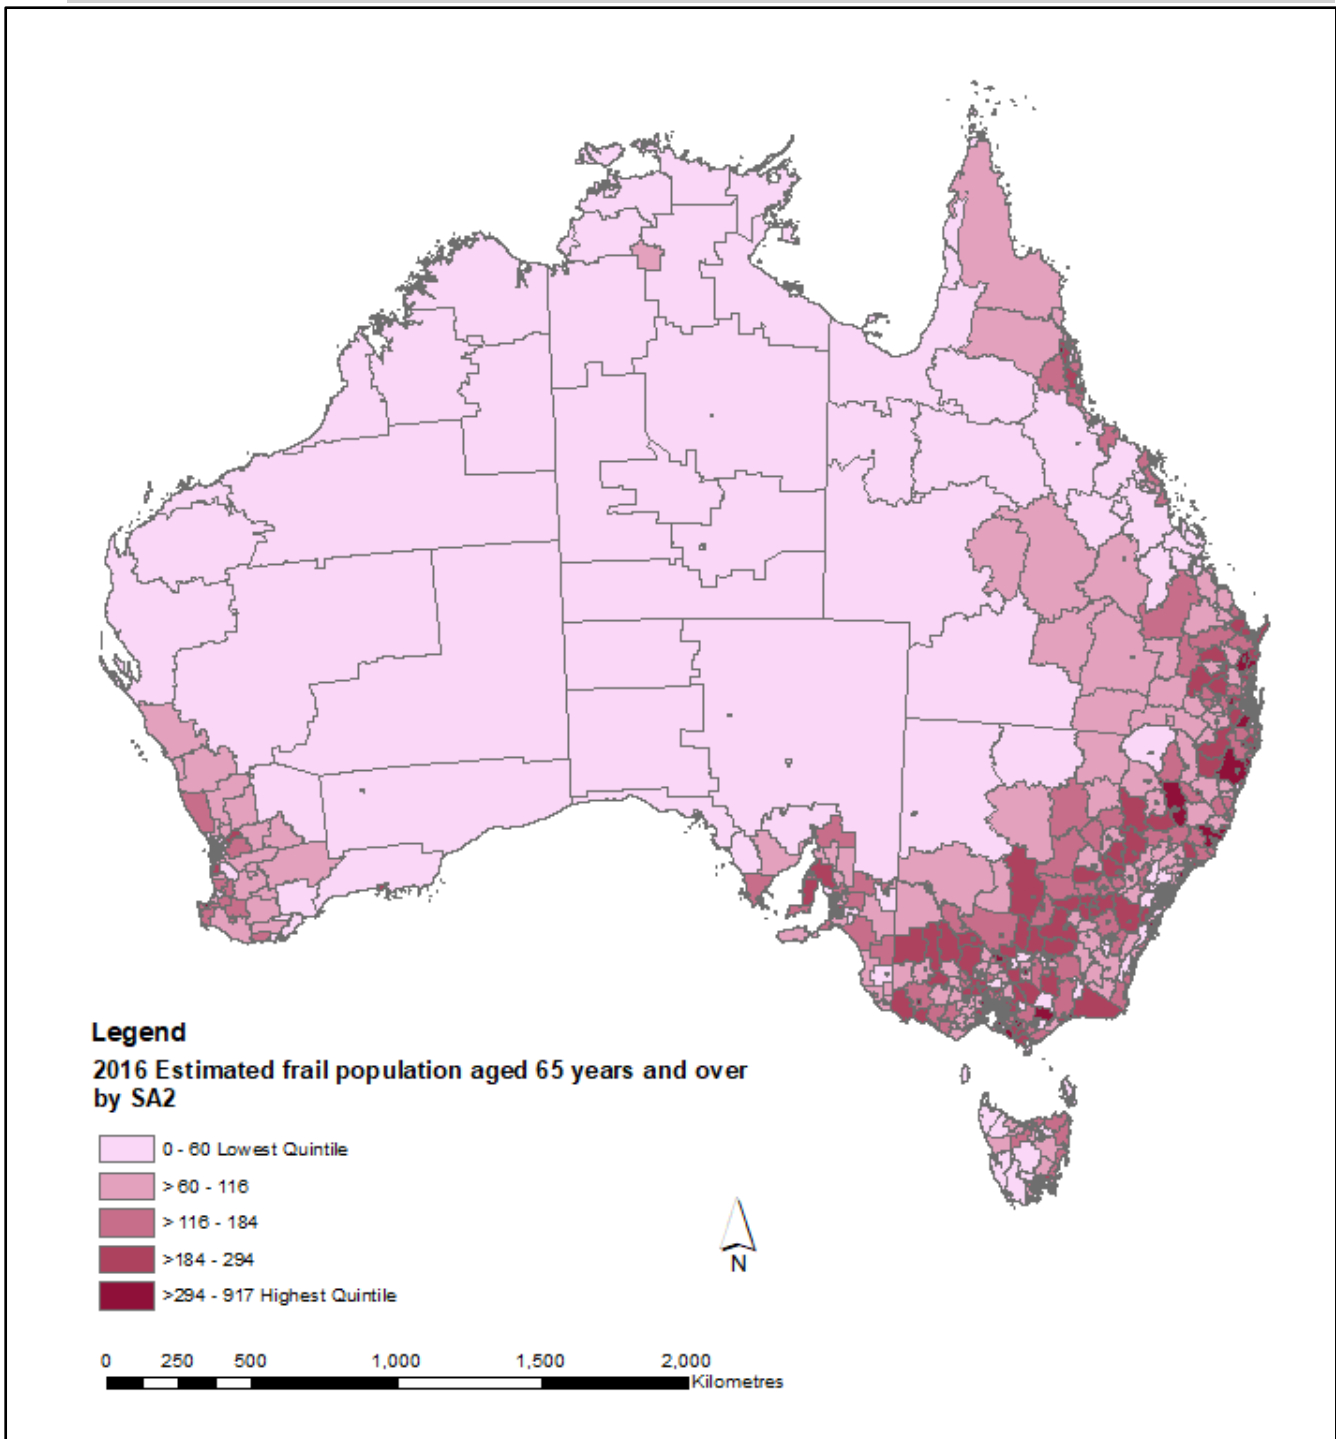 Legend
2016 Estimated frail population aged 65 years and over
by SA2
0 - 60 Lowest Quintile
>60 - 116
> 116 - 184
>184 - 294
>294 - 917 Highest Quintile
N
0 250 500 1,000 1,500 2,000
Kilometres